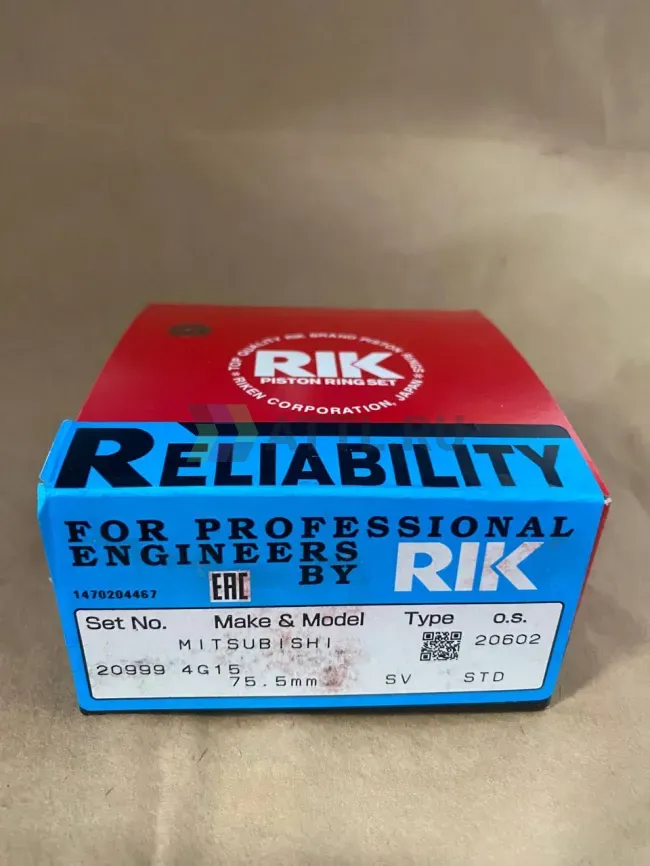 TOP QUALITY RIK BRAND PISTON RINGS
RIK
PISTON RING SET
RIKEN CORPORATION, JAPAN
RELIABILITY
FOR PROFESSIONAL
ENGINEERS
BY RIK
1470204467
EAC
Set No. Make & Model Type o.s.
MITSUBISHI 20602
20999 4G15
75.5mm SV STD